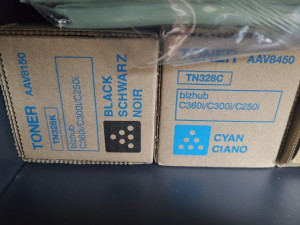 TONER AAV8150
TN328K
bizhub
C360i/C300i/C250i
BLACK
SCHWARZ
NOIR
TONER AAV8450
TN328C
bizhub
C360i/C300i/C250i
CYAN
CIANO